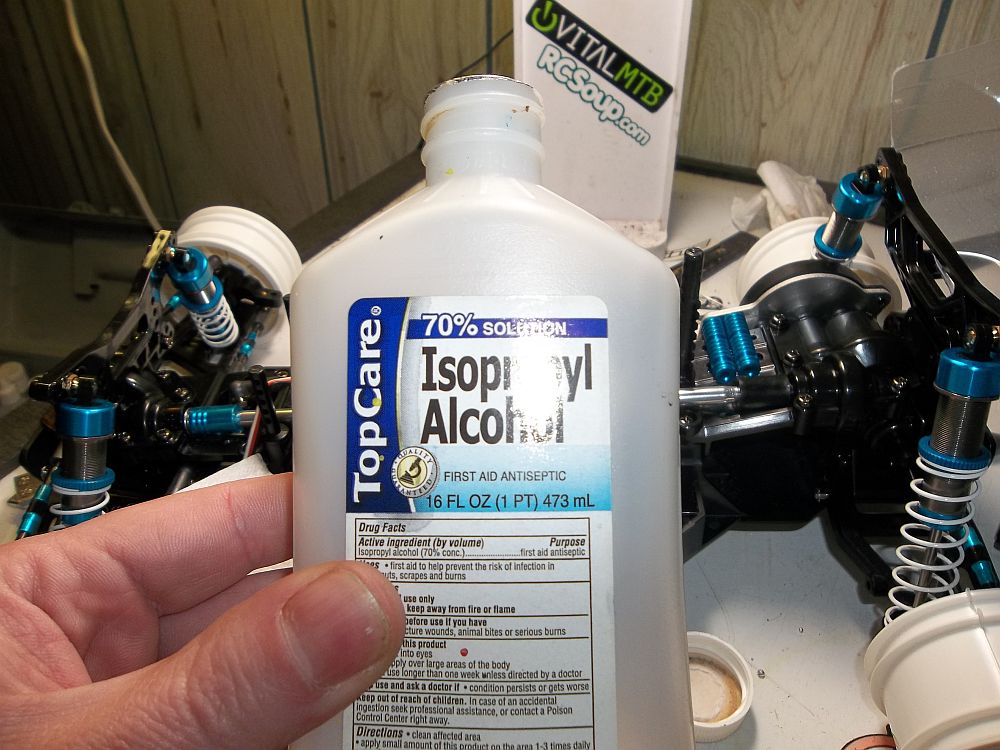 VITALMTB
RCSoup.com
TopCare®
70% SOLUTION
Isopropyl
Alcohol
QUALITY
GUARANTEED
FIRST AID ANTISEPTIC
16 FL OZ (1 PT) 473 mL
Drug Facts
Active ingredient (by volume) Purpose
Isopropyl alcohol (70% conc.)..................first aid antiseptic
Uses • first aid to help prevent the risk of infection in
cuts, scrapes and burns
use only
keep away from fire or flame
before use if you have
wounds, animal bites or serious burns
this product
into eyes
over large areas of the body
use longer than one week unless directed by a doctor
use and ask a doctor if • condition persists or gets worse
Keep out of reach of children. In case of an accidental
ingestion seek professional assistance, or contact a Poison
Control Center right away.
Directions • clean affected area
• apply small amount of this product on the area 1-3 times daily